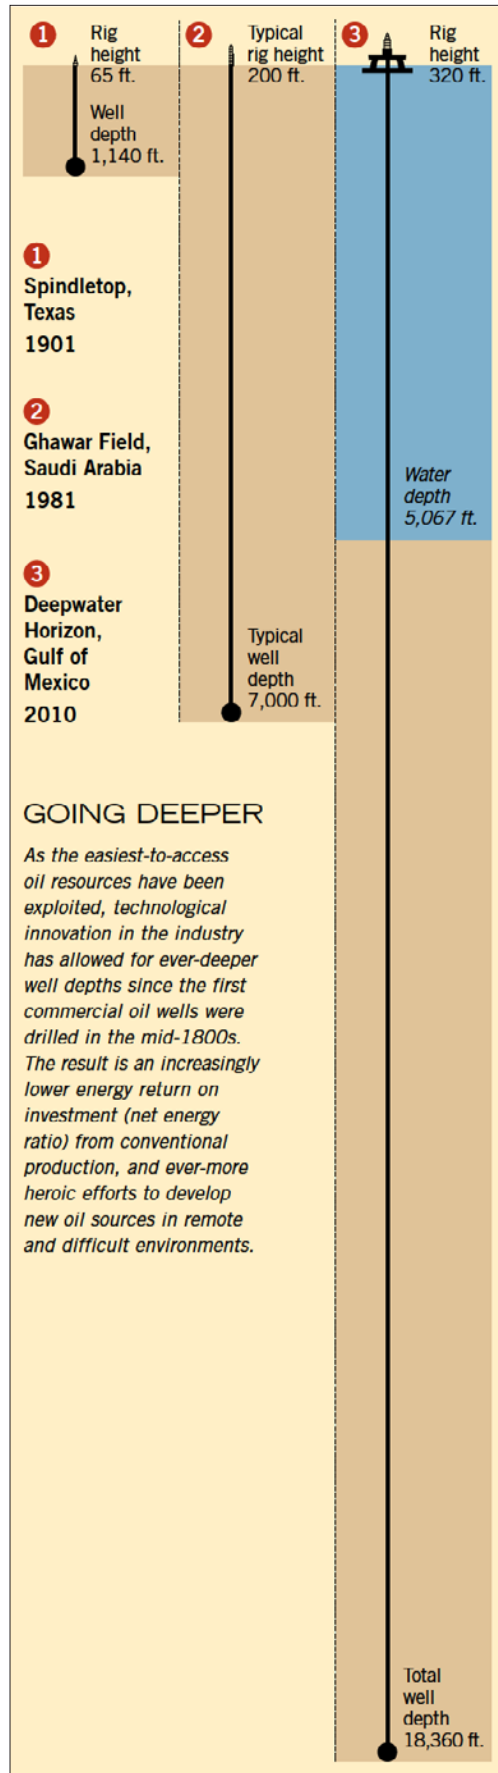 1
Rig
height
65 ft.
Well
depth
1,140 ft.
2
Typical
rig height
200 ft.
3
Rig
height
320 ft.
1
Spindletop,
Texas
1901
2
Ghawar Field,
Saudi Arabia
1981
3
Deepwater
Horizon,
Gulf of
Mexico
2010
Water
depth
5,067 ft.
Typical
well
depth
7,000 ft.
GOING DEEPER
As the easiest-to-access
oil resources have been
exploited, technological
innovation in the industry
has allowed for ever-deeper
well depths since the first
commercial oil wells were
drilled in the mid-1800s.
The result is an increasingly
lower energy return on
investment (net energy
ratio) from conventional
production, and ever-more
heroic efforts to develop
new oil sources in remote
and difficult environments.
Total
well
depth
18,360 ft.